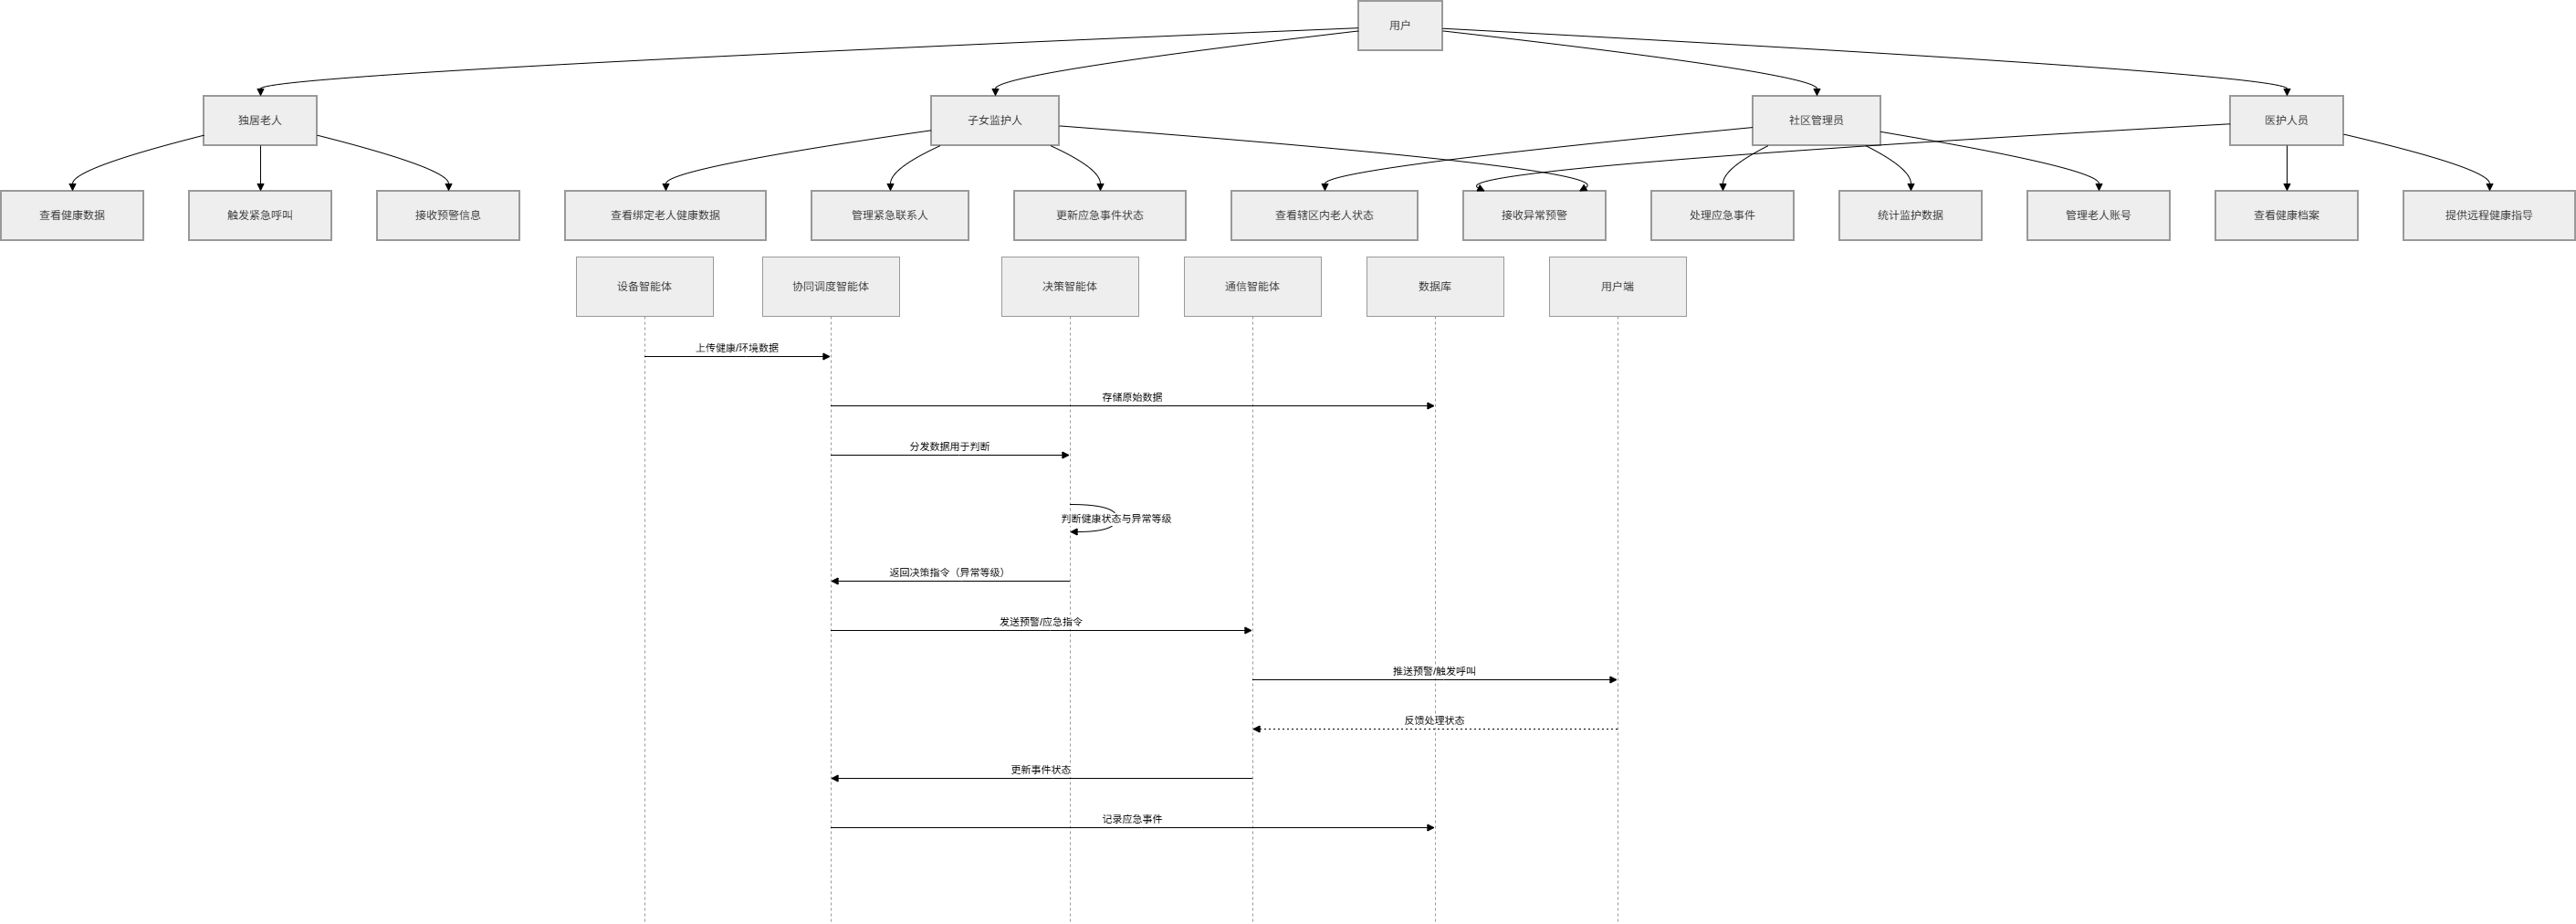 用户
独居老人
子女监护人
社区管理员
医护人员
查看健康数据
触发紧急呼叫
接收预警信息
查看绑定老人健康数据
管理紧急联系人
更新应急事件状态
查看辖区内老人状态
接收异常预警
处理应急事件
统计监护数据
管理老人账号
查看健康档案
提供远程健康指导
设备智能体
协同调度智能体
决策智能体
通信智能体
数据库
用户端
上传健康/环境数据
存储原始数据
分发数据用于判断
判断健康状态与异常等级
返回决策指令（异常等级）
发送预警/应急指令
推送预警/触发呼叫
反馈处理状态
更新事件状态
记录应急事件